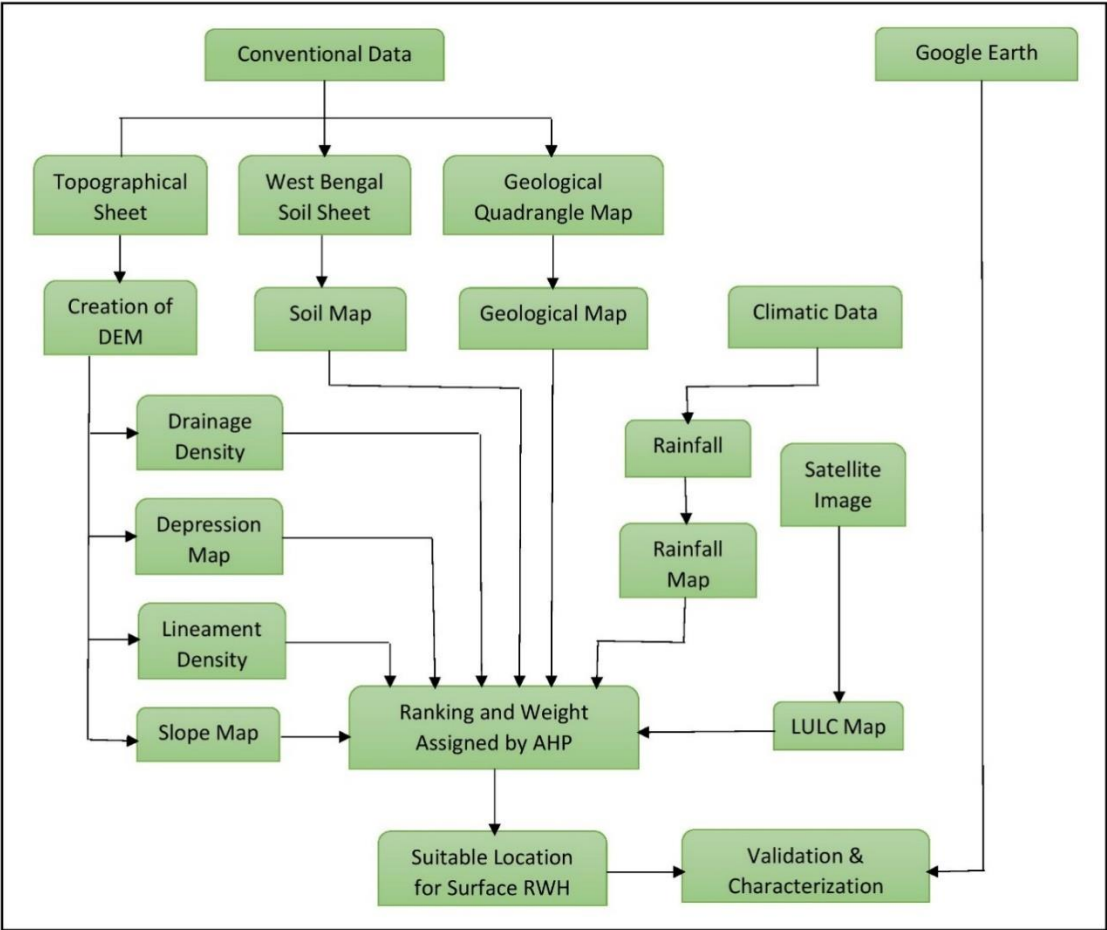 Conventional Data
Google Earth
Topographical
Sheet
West Bengal
Soil Sheet
Geological
Quadrangle Map
Creation of
DEM
Soil Map
Geological Map
Climatic Data
Drainage
Density
Rainfall
Satellite
Image
Depression
Map
Rainfall
Map
Lineament
Density
Slope Map
Ranking and Weight
Assigned by AHP
LULC Map
Suitable Location
for Surface RWH
Validation &
Characterization